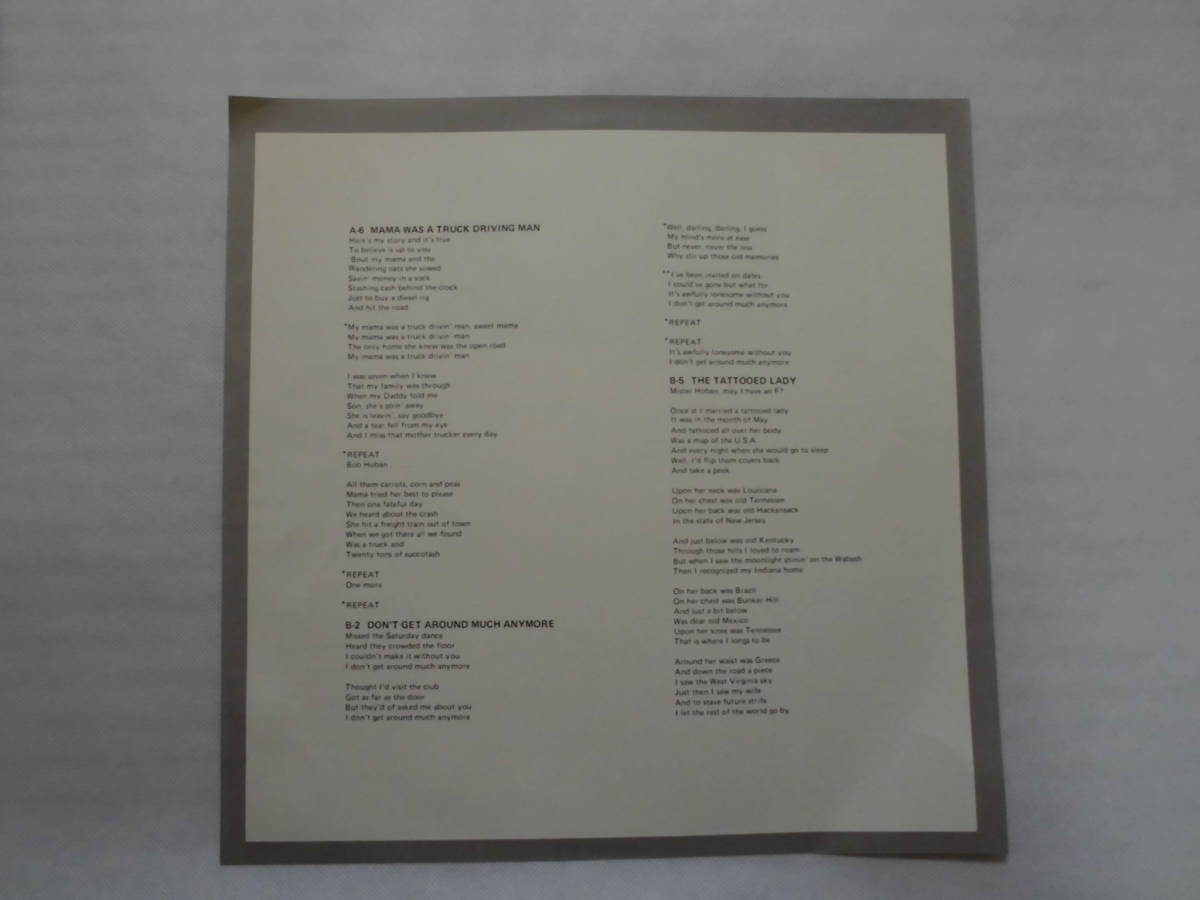 A-6 MAMA WAS A TRUCK DRIVING MAN
Here's my story and it's true
To believe is up to you
'Bout my mama and the
Wandering oats she sowed
Savin' money in a sock
Stashing cash behind the clock
Just to buy a diesel rig
And hit the road
*My mama was a truck drivin' man, sweet mama
My mama was a truck drivin' man
The only home she knew was the open road
My mama was a truck drivin' man
I was seven when I knew
That my family was through
When my Daddy told me
Son, she's goin' away
She is leavin', say goodbye
And a tear fell from my eye
And I miss that mother trucker every day
*REPEAT
Bob Hoban
All them carrots, corn and peas
Mama tried her best to please
Then one fateful day
We heard about the crash
She hit a freight train out of town
When we got there all we found
Was a truck and
Twenty tons of succotash
*REPEAT
One more
*REPEAT
B-2 DON'T GET AROUND MUCH ANYMORE
Missed the Saturday dance
Heard they crowded the floor
I couldn't make it without you
I don't get around much anymore
Thought I'd visit the club
Got as far as the door
But they'd of asked me about you
I don't get around much anymore
*Well, darling, darling, I guess
My mind's more at ease
But never, never the less
Why stir up those old memories
**I've been invited on dates
I could've gone but what for
It's awfully lonesome without you
I don't get around much anymore
*REPEAT
*REPEAT
It's awfully lonesome without you
I don't get around much anymore
B-5 THE TATTOOED LADY
Mister Hoban, may I have an F?
Once I married a tattooed lady
It was in the month of May
And tattooed all over her body
Was a map of the U.S.A.
And every night when she would go to sleep
Well, I'd flip them covers back
And take a peek
Upon her neck was Louisiana
On her chest was old Tennessee
Upon her back was old Hackensack
In the state of New Jersey
And just below was old Kentucky
Through those hills I loved to roam
But when I saw the moonlight shinin' on the Wabash
Then I recognized my Indiana home
On her back was Brazil
On her chest was Bunker Hill
And just a bit below
Was dear old Mexico
Upon her knee was Tennessee
That is where I longs to be
Around her waist was Greece
And down the road a piece
I saw the West Virginia sky
Just then I saw my wife
And to stave future strife
I let the rest of the world go by